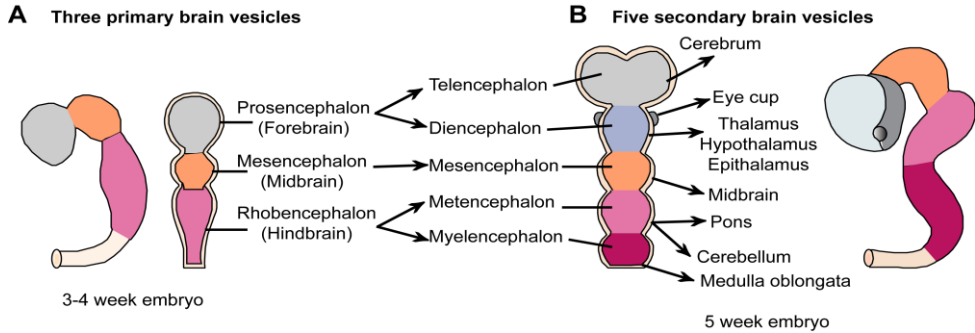 A Three primary brain vesicles
B Five secondary brain vesicles
Prosencephalon
(Forebrain)
Mesencephalon
(Midbrain)
Rhobencephalon
(Hindbrain)
3-4 week embryo
Telencephalon
Diencephalon
Mesencephalon
Metencephalon
Myelencephalon
Cerebrum
Eye cup
Thalamus
Hypothalamus
Epithalamus
Midbrain
Pons
Cerebellum
Medulla oblongata
5 week embryo